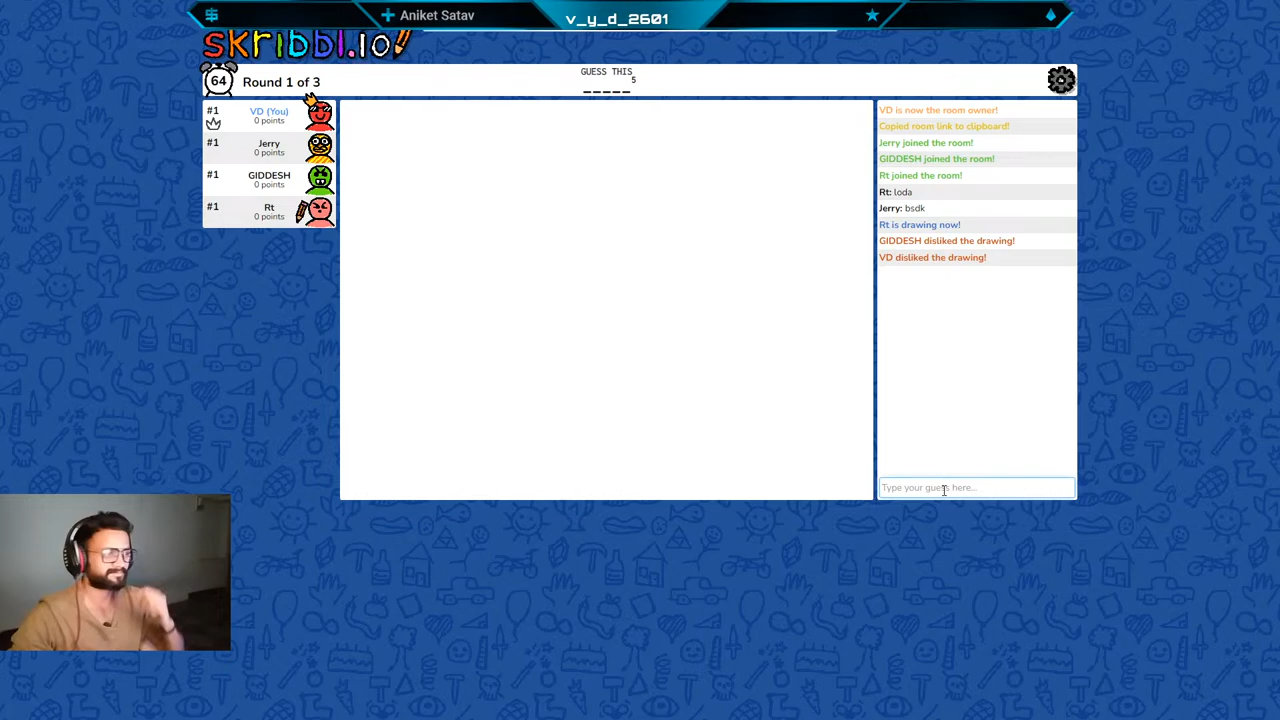 Aniket Satav
v_y_d_2601
skribbl.io
64
Round 1 of 3
GUESS THIS
_____ 5
#1
VD (You)
0 points
#1
Jerry
0 points
#1
GIDDESH
0 points
#1
Rt
0 points
VD is now the room owner!
Copied room link to clipboard!
Jerry joined the room!
GIDDESH joined the room!
Rt joined the room!
Rt: loda
Jerry: bsdk
Rt is drawing now!
GIDDESH disliked the drawing!
VD disliked the drawing!
Type your guess here...